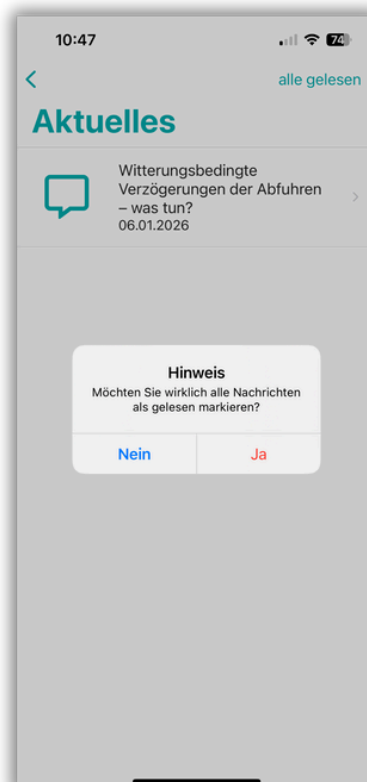 10:47
74
alle gelesen
Aktuelles
Witterungsbedingte
Verzögerungen der Abfuhren
– was tun?
06.01.2026
Hinweis
Möchten Sie wirklich alle Nachrichten
als gelesen markieren?
Nein
Ja